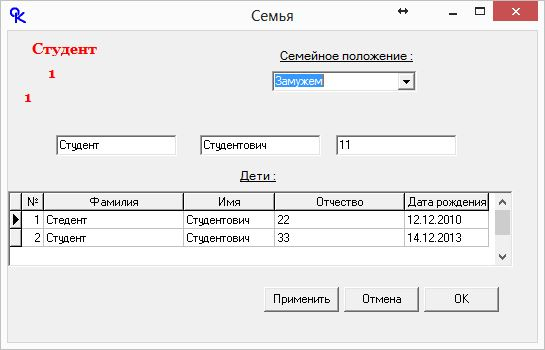 Семья
Студент
1
1
Семейное положение :
Замужем
Студент Студентович 11
Дети :
№ Фамилия Имя Отчество Дата рождения
1 Стедент Студентович 22 12.12.2010
2 Студент Студентович 33 14.12.2013
Применить Отмена OK